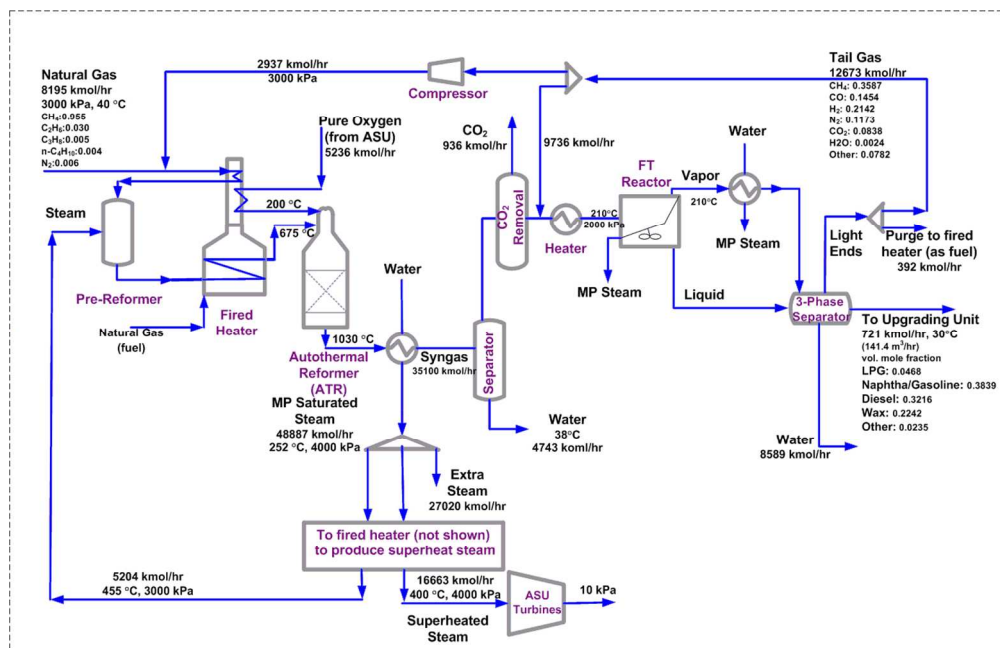 2937 kmol/hr
3000 kPa
Compressor
Natural Gas
8195 kmol/hr
3000 kPa, 40 °C
CH₄:0.955
C₂H₆:0.030
C₃H₈:0.005
n-C₄H₁₀:0.004
N₂:0.006
Pure Oxygen
(from ASU)
5236 kmol/hr
CO₂
936 kmol/hr
9736 kmol/hr
Tail Gas
12673 kmol/hr
CH₄: 0.3587
CO: 0.1454
H₂: 0.2142
N₂: 0.1173
CO₂: 0.0838
H2O: 0.0024
Other: 0.0782
Steam
200 °C
675 °C
Pre-Reformer
Fired
Heater
Natural Gas
(fuel)
1030 °C
Autothermal
Reformer
(ATR)
Water
Syngas
35100 kmol/hr
Separator
Water
38°C
4743 koml/hr
CO₂
Removal
Heater
210°C
2000 kPa
FT
Reactor
MP Steam
Vapor
210°C
Water
MP Steam
Liquid
Light
Ends
Purge to fired
heater (as fuel)
392 kmol/hr
3-Phase
Separator
To Upgrading Unit
721 kmol/hr, 30°C
(141.4 m³/hr)
vol. mole fraction
LPG: 0.0468
Naphtha/Gasoline: 0.3839
Diesel: 0.3216
Wax: 0.2242
Other: 0.0235
Water
8589 kmol/hr
MP Saturated
Steam
48887 kmol/hr
252 °C, 4000 kPa
Extra
Steam
27020 kmol/hr
To fired heater (not shown)
to produce superheat steam
5204 kmol/hr
455 °C, 3000 kPa
16663 kmol/hr
400 °C, 4000 kPa
Superheated
Steam
ASU
Turbines
10 kPa